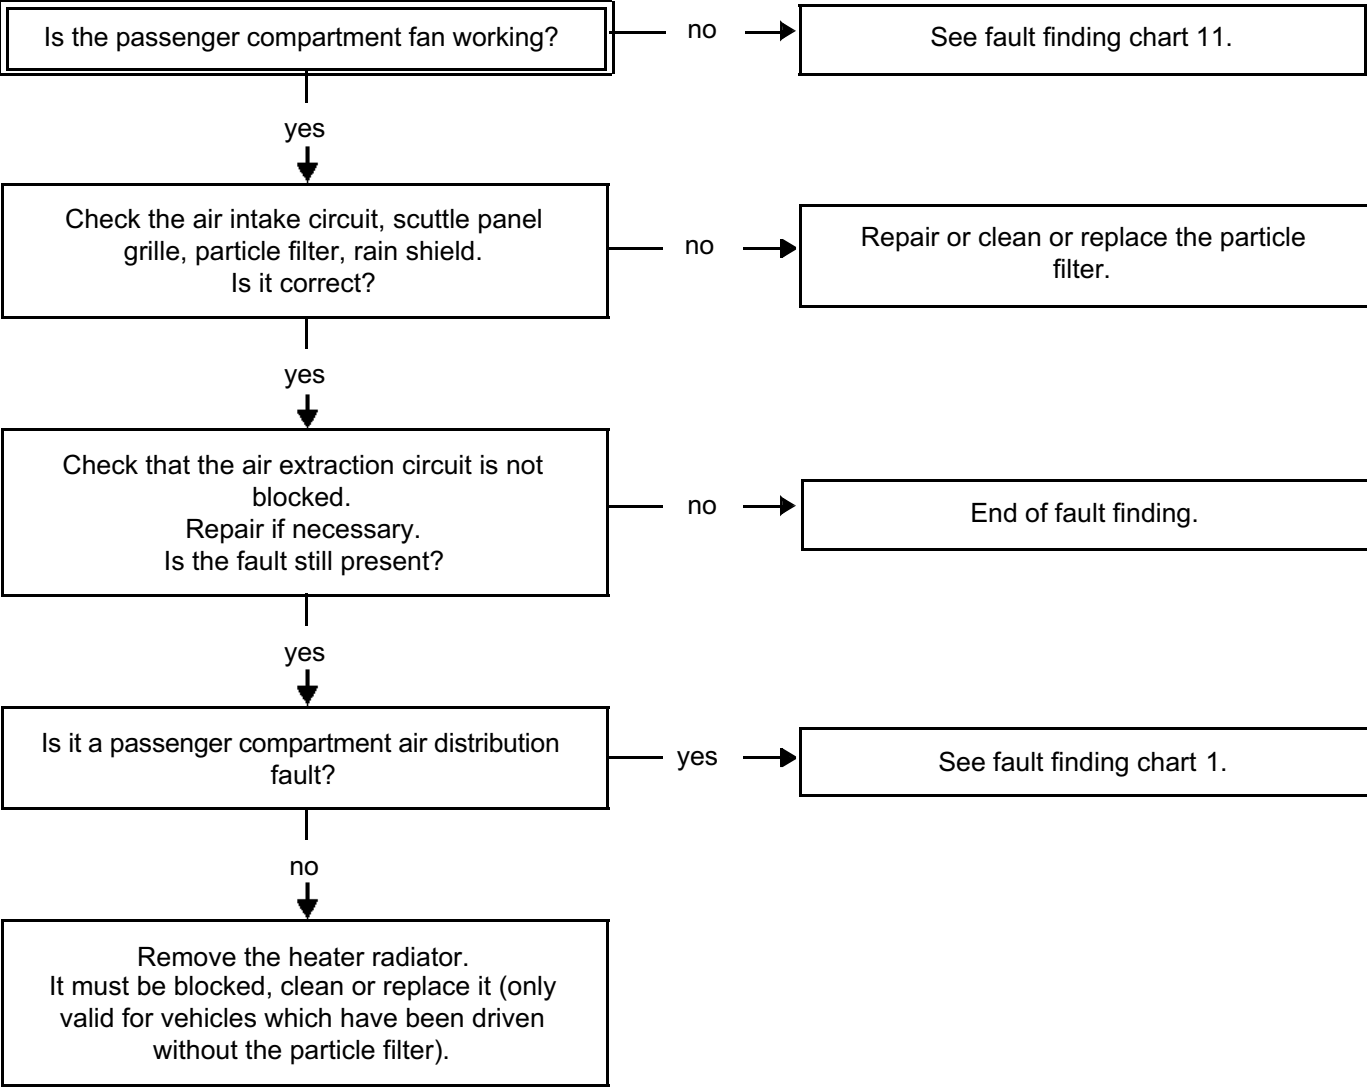 Is the passenger compartment fan working?
no
See fault finding chart 11.
yes
Check the air intake circuit, scuttle panel
grille, particle filter, rain shield.
Is it correct?
no
Repair or clean or replace the particle
filter.
yes
Check that the air extraction circuit is not
blocked.
Repair if necessary.
Is the fault still present?
no
End of fault finding.
yes
Is it a passenger compartment air distribution
fault?
yes
See fault finding chart 1.
no
Remove the heater radiator.
It must be blocked, clean or replace it (only
valid for vehicles which have been driven
without the particle filter).